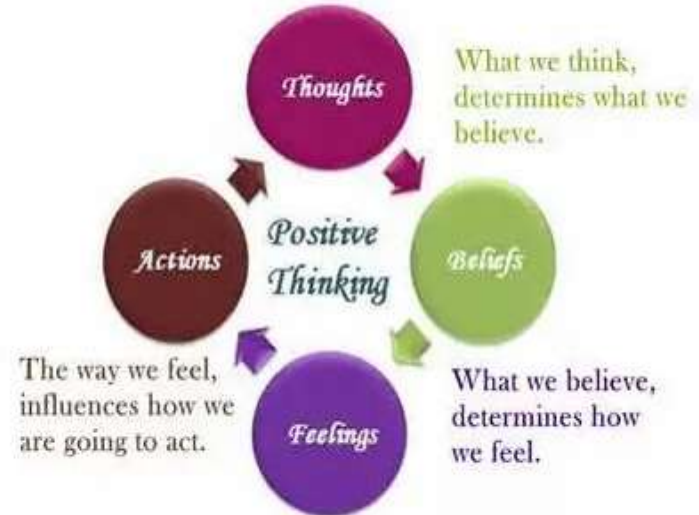 Thoughts
What we think,
determines what we
believe.
Actions
Positive
Thinking
Beliefs
The way we feel,
influences how we
are going to act.
What we believe,
determines how
we feel.
Feelings